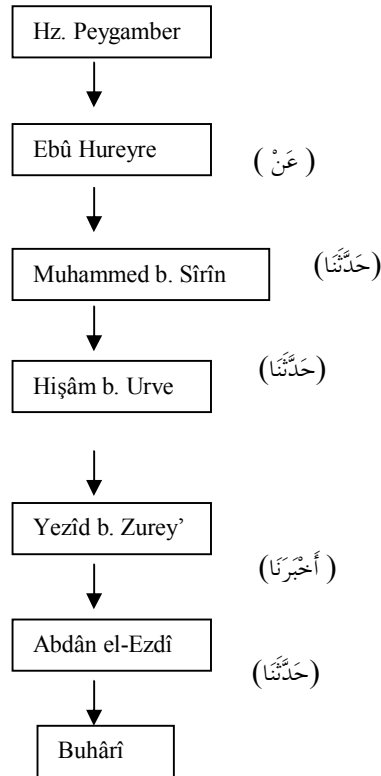 Hz. Peygamber
Ebû Hureyre
( عَنْ )
Muhammed b. Sîrîn
(حَدَّثَنَا)
Hişâm b. Urve
(حَدَّثَنَا)
Yezîd b. Zurey’
( أَخْبَرَنَا)
Abdân el-Ezdî
(حَدَّثَنَا)
Buhârî